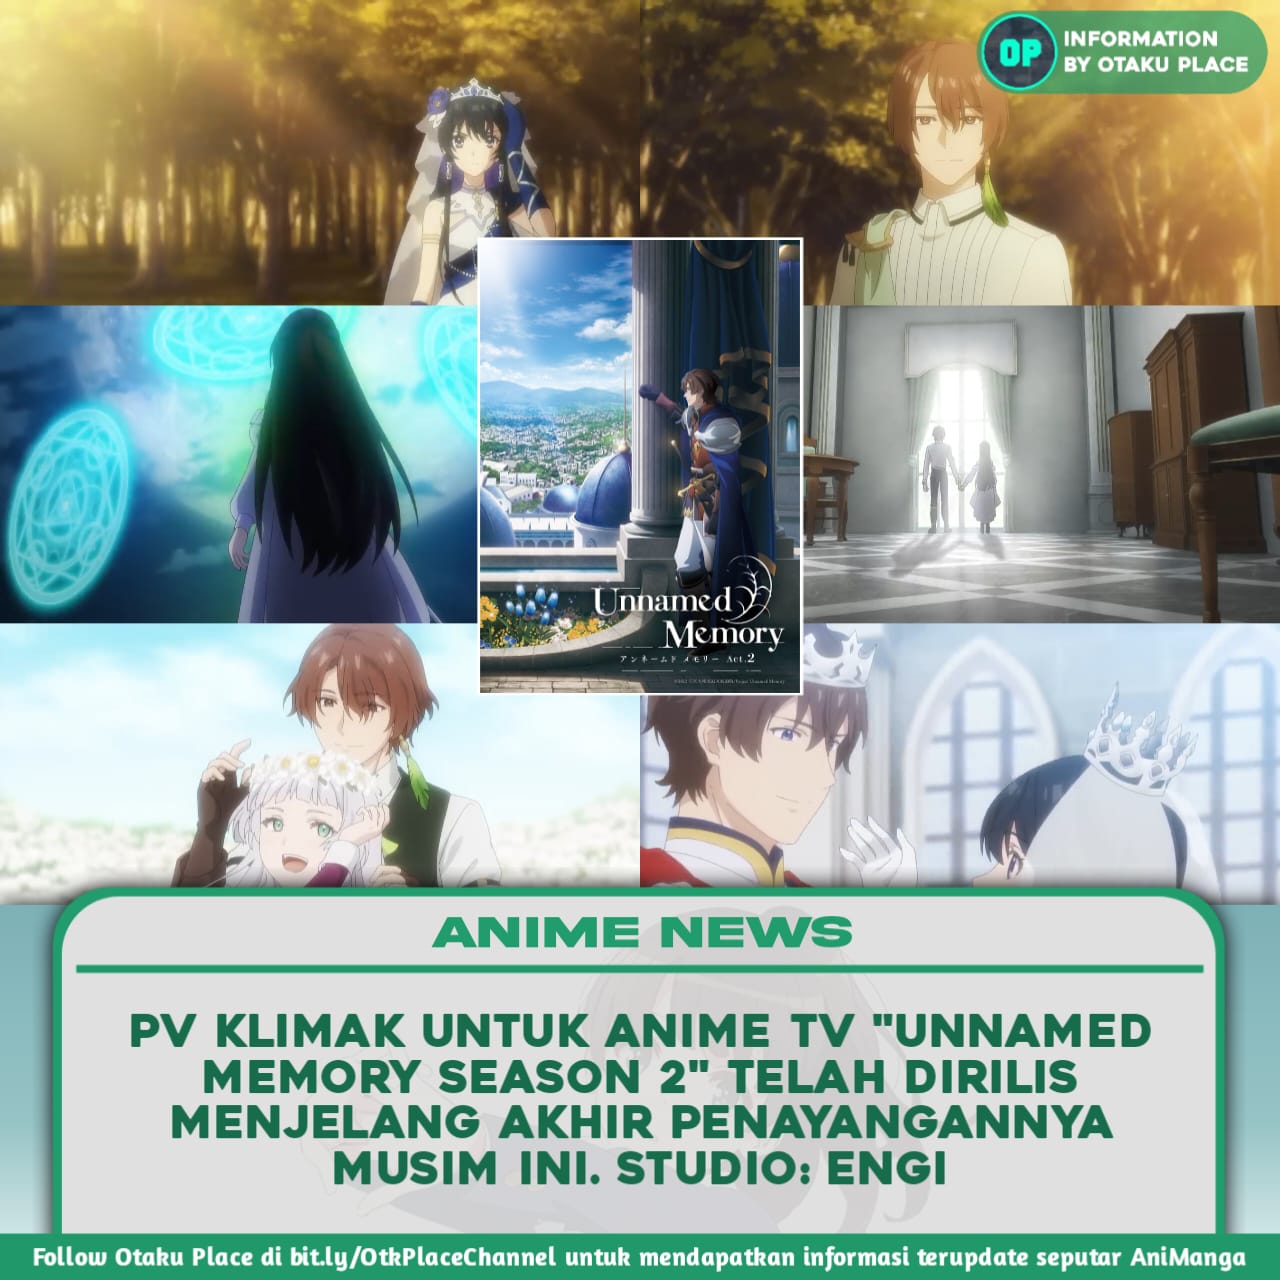 INFORMATION
BY OTAKU PLACE
OP
Unnamed
Memory
アンネームド メモリー Act.2
ANIME NEWS
PV KLIMAK UNTUK ANIME TV "UNNAMED
MEMORY SEASON 2" TELAH DIRILIS
MENJELANG AKHIR PENAYANGANNYA
MUSIM INI. STUDIO: ENGI
Follow Otaku Place di bit.ly/OtkPlaceChannel untuk mendapatkan informasi terupdate seputar AniManga